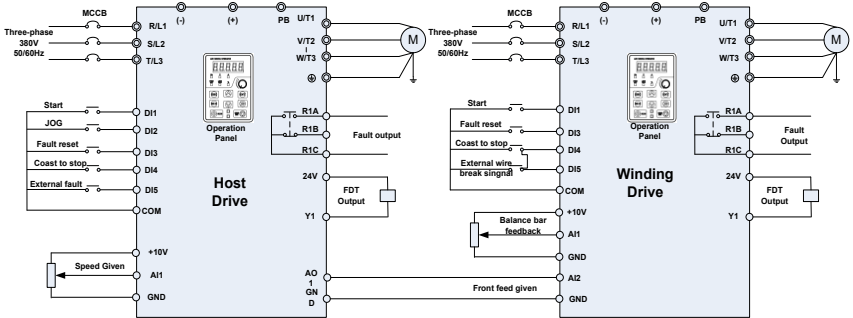 MCCB
Three-phase
380V
50/60Hz
R/L1
S/L2
T/L3
(-)
(+)
PB
U/T1
V/T2
W/T3
M
Operation
Panel
Start
JOG
Fault reset
Coast to stop
External fault
DI1
DI2
DI3
DI4
DI5
COM
Host
Drive
R1A
R1B
R1C
Fault output
24V
FDT
Output
Y1
+10V
Speed Given
AI1
GND
AO
1
GN
D
Front feed given
MCCB
Three-phase
380V
50/60Hz
R/L1
S/L2
T/L3
(-)
(+)
PB
U/T1
V/T2
W/T3
M
Operation
Panel
Start
Fault reset
Coast to stop
External wire
break singnal
DI1
DI3
DI4
DI5
COM
Winding
Drive
R1A
R1B
R1C
Fault
Output
24V
FDT
Output
Y1
+10V
Balance bar
feedback
AI1
GND
AI2
GND